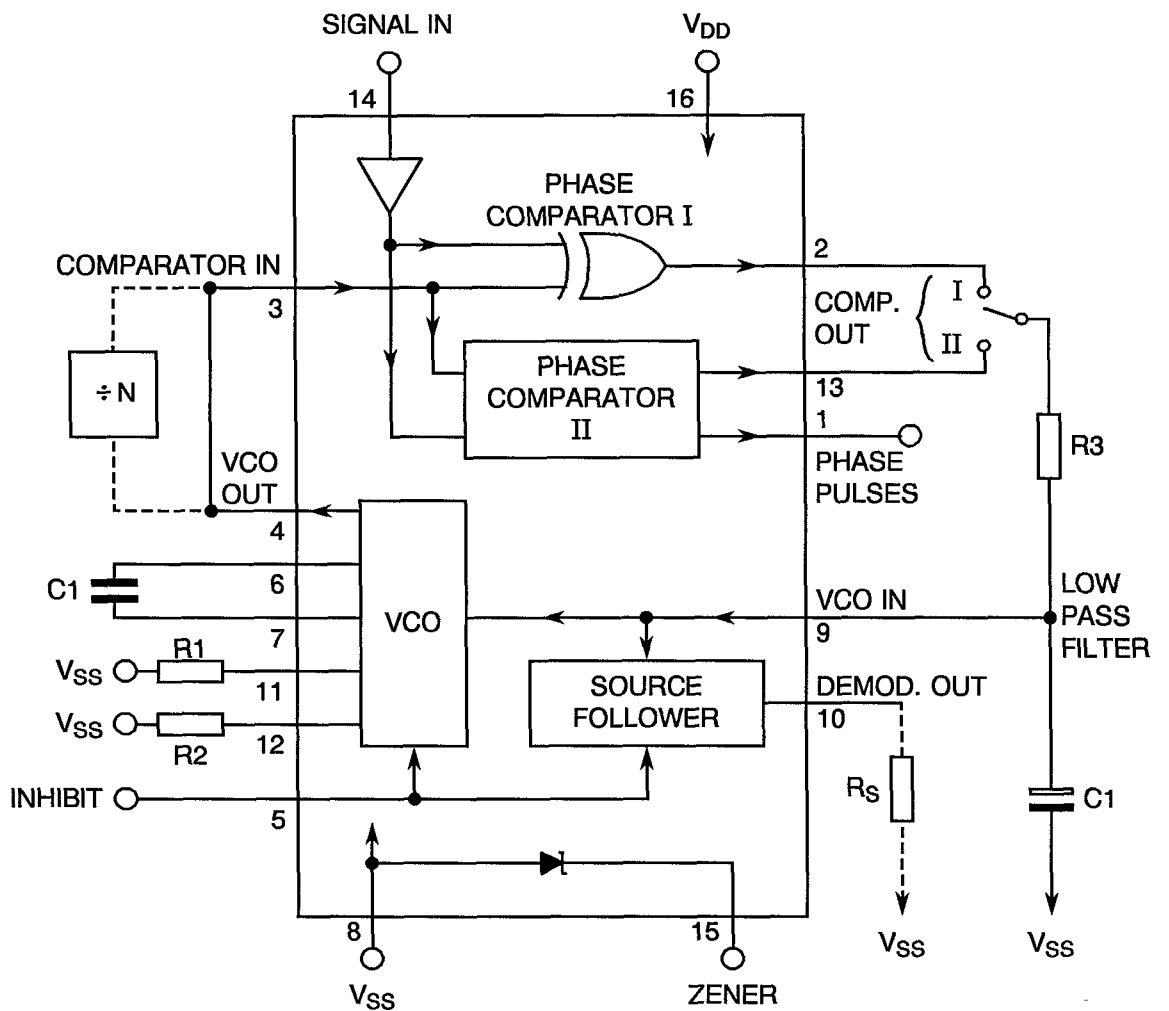 SIGNAL IN
VDD
14
16
PHASE
COMPARATOR I
COMPARATOR IN
3
2
COMP.
OUT
I
II
÷N
PHASE
COMPARATOR
II
13
1
PHASE
PULSES
R3
VCO
OUT
4
6
C1
7
VCO
VCO IN
9
LOW
PASS
FILTER
VSS
R1
11
VSS
R2
12
SOURCE
FOLLOWER
DEMOD. OUT
10
INHIBIT
5
RS
C1
8
15
VSS
ZENER
VSS
VSS